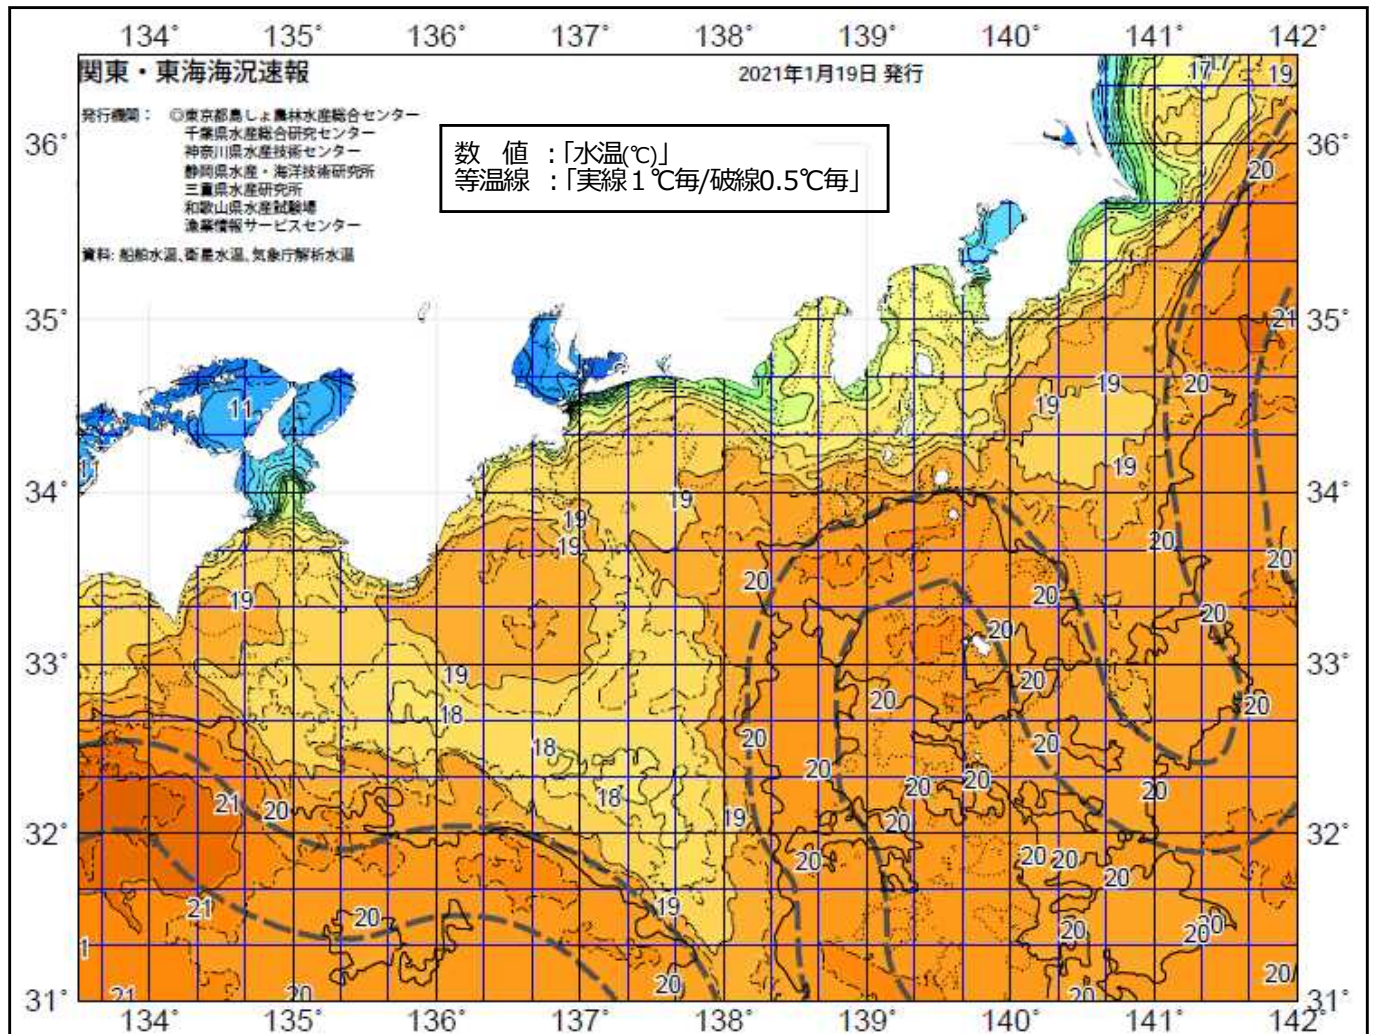 134° 135° 136° 137° 138° 139° 140° 141° 142°
関東・東海海況速報
2021年1月19日 発行
17 19
発行機関： ◎東京都島しょ農林水産総合センター
千葉県水産総合研究センター
神奈川県水産技術センター
静岡県水産・海洋技術研究所
三重県水産研究所
和歌山県水産試験場
漁業情報サービスセンター
資料: 船舶水温、衛星水温、気象庁解析水温
数 値 ：「水温(℃)」
等温線 ：「実線１℃毎/破線0.5℃毎」
36° 36°
20
35° 21 35°
20
19 19
11
19
34° 34°
19 19
19 20 20
20
19 20 20
20
33° 33°
19 20 20
18 20
18 20 20
20 20 20
18 20
21 20 19 20
32° 32°
20 20 20
20
21 20 19
20 20 20
20
20 20
21 20 20
31° 31°
134° 135° 136° 137° 138° 139° 140° 141° 142°